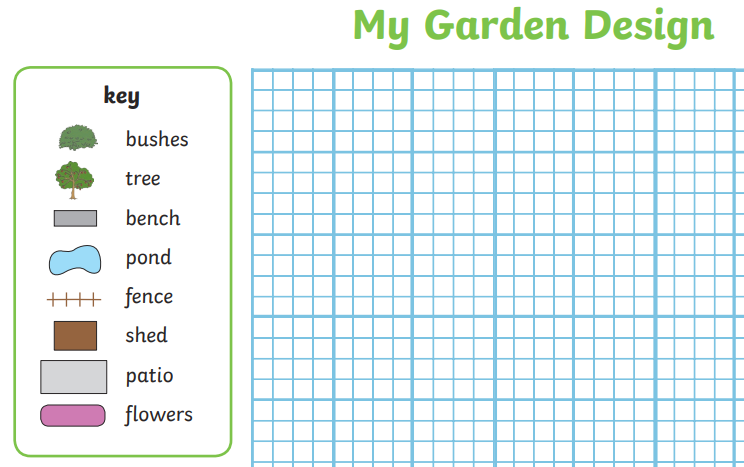 My Garden Design
key
bushes
tree
bench
pond
fence
shed
patio
flowers